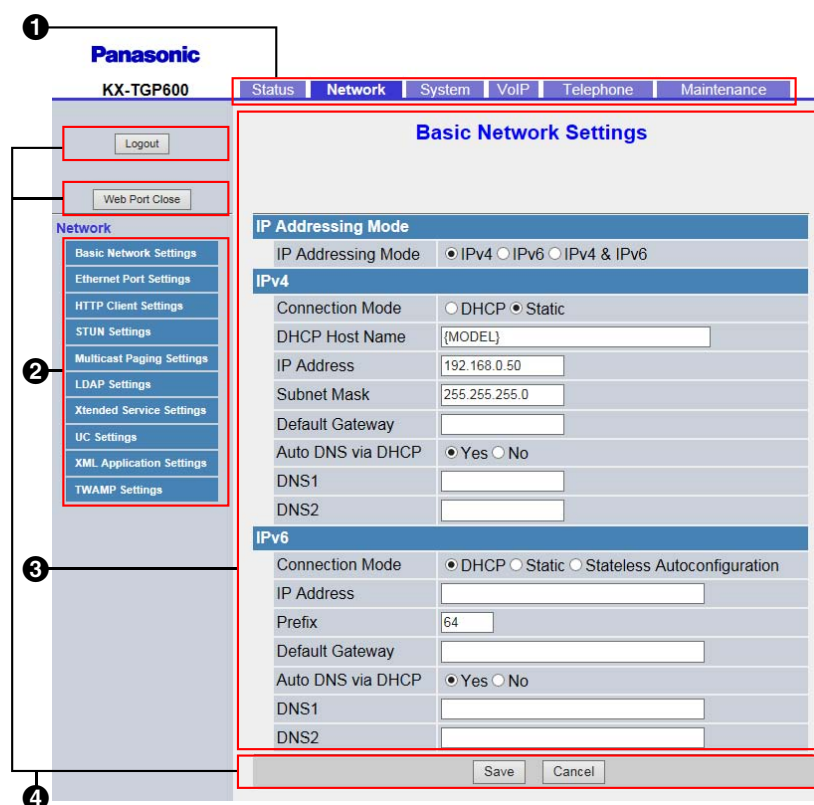 ❶
Panasonic
KX-TGP600
Status Network System VoIP Telephone Maintenance
Logout
Web Port Close
Network
Basic Network Settings
Ethernet Port Settings
HTTP Client Settings
STUN Settings
Multicast Paging Settings
LDAP Settings
Xtended Service Settings
UC Settings
XML Application Settings
TWAMP Settings
❷
❸
❹
Basic Network Settings
IP Addressing Mode
IP Addressing Mode IPv4 IPv6 IPv4 & IPv6
IPv4
Connection Mode DHCP Static
DHCP Host Name {MODEL}
IP Address 192.168.0.50
Subnet Mask 255.255.255.0
Default Gateway
Auto DNS via DHCP Yes No
DNS1
DNS2
IPv6
Connection Mode DHCP Static Stateless Autoconfiguration
IP Address
Prefix 64
Default Gateway
Auto DNS via DHCP Yes No
DNS1
DNS2
Save Cancel